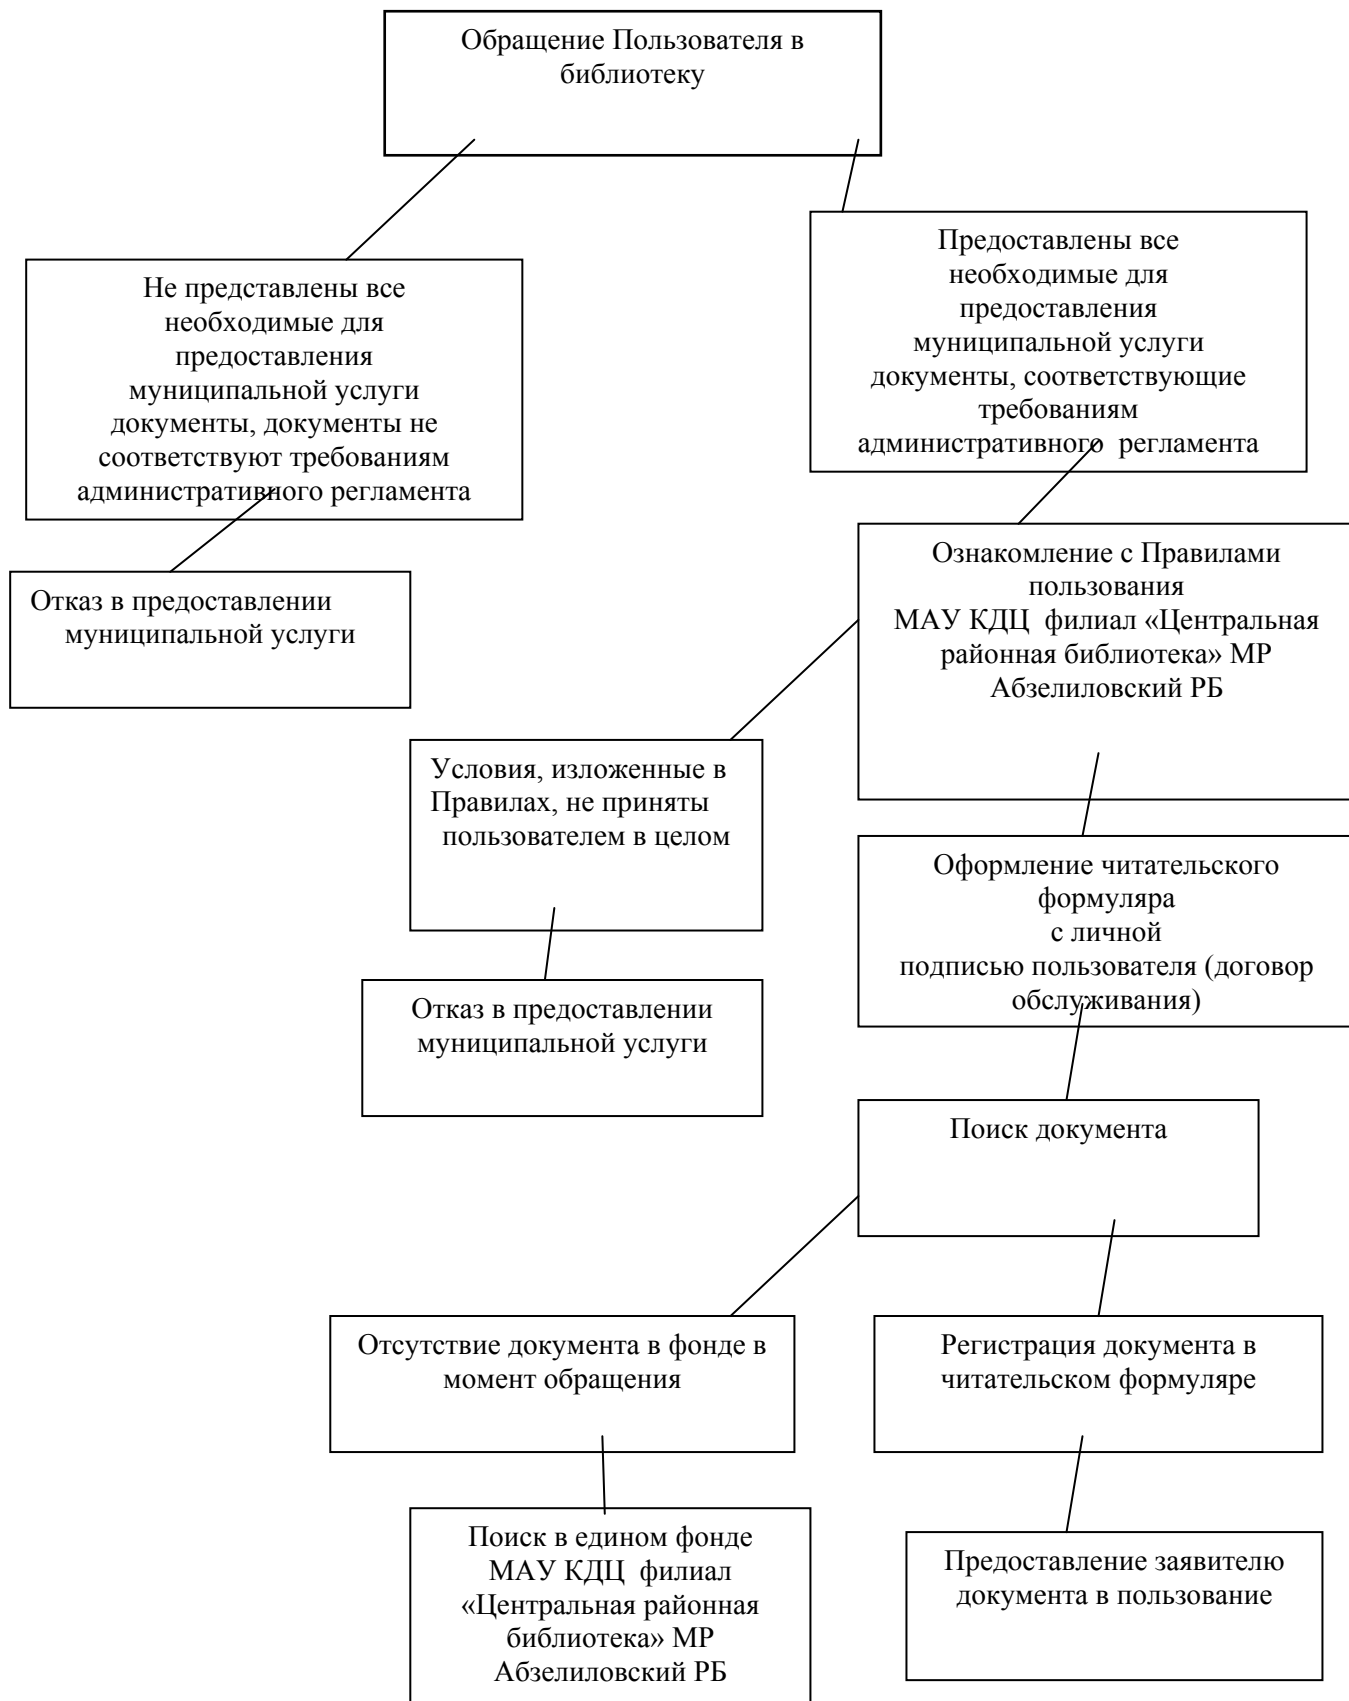 Обращение Пользователя в
библиотеку
Предоставлены все
необходимые для
предоставления
муниципальной услуги
документы, соответствующие
требованиям
административного регламента
Не представлены все
необходимые для
предоставления
муниципальной услуги
документы, документы не
соответствуют требованиям
административного регламента
Ознакомление с Правилами
пользования
МАУ КДЦ филиал «Центральная
районная библиотека» МР
Абзелиловский РБ
Отказ в предоставлении
муниципальной услуги
Условия, изложенные в
Правилах, не приняты
пользователем в целом
Оформление читательского
формуляра
с личной
подписью пользователя (договор
обслуживания)
Отказ в предоставлении
муниципальной услуги
Поиск документа
Отсутствие документа в фонде в
момент обращения
Регистрация документа в
читательском формуляре
Поиск в едином фонде
МАУ КДЦ филиал
«Центральная районная
библиотека» МР
Абзелиловский РБ
Предоставление заявителю
документа в пользование